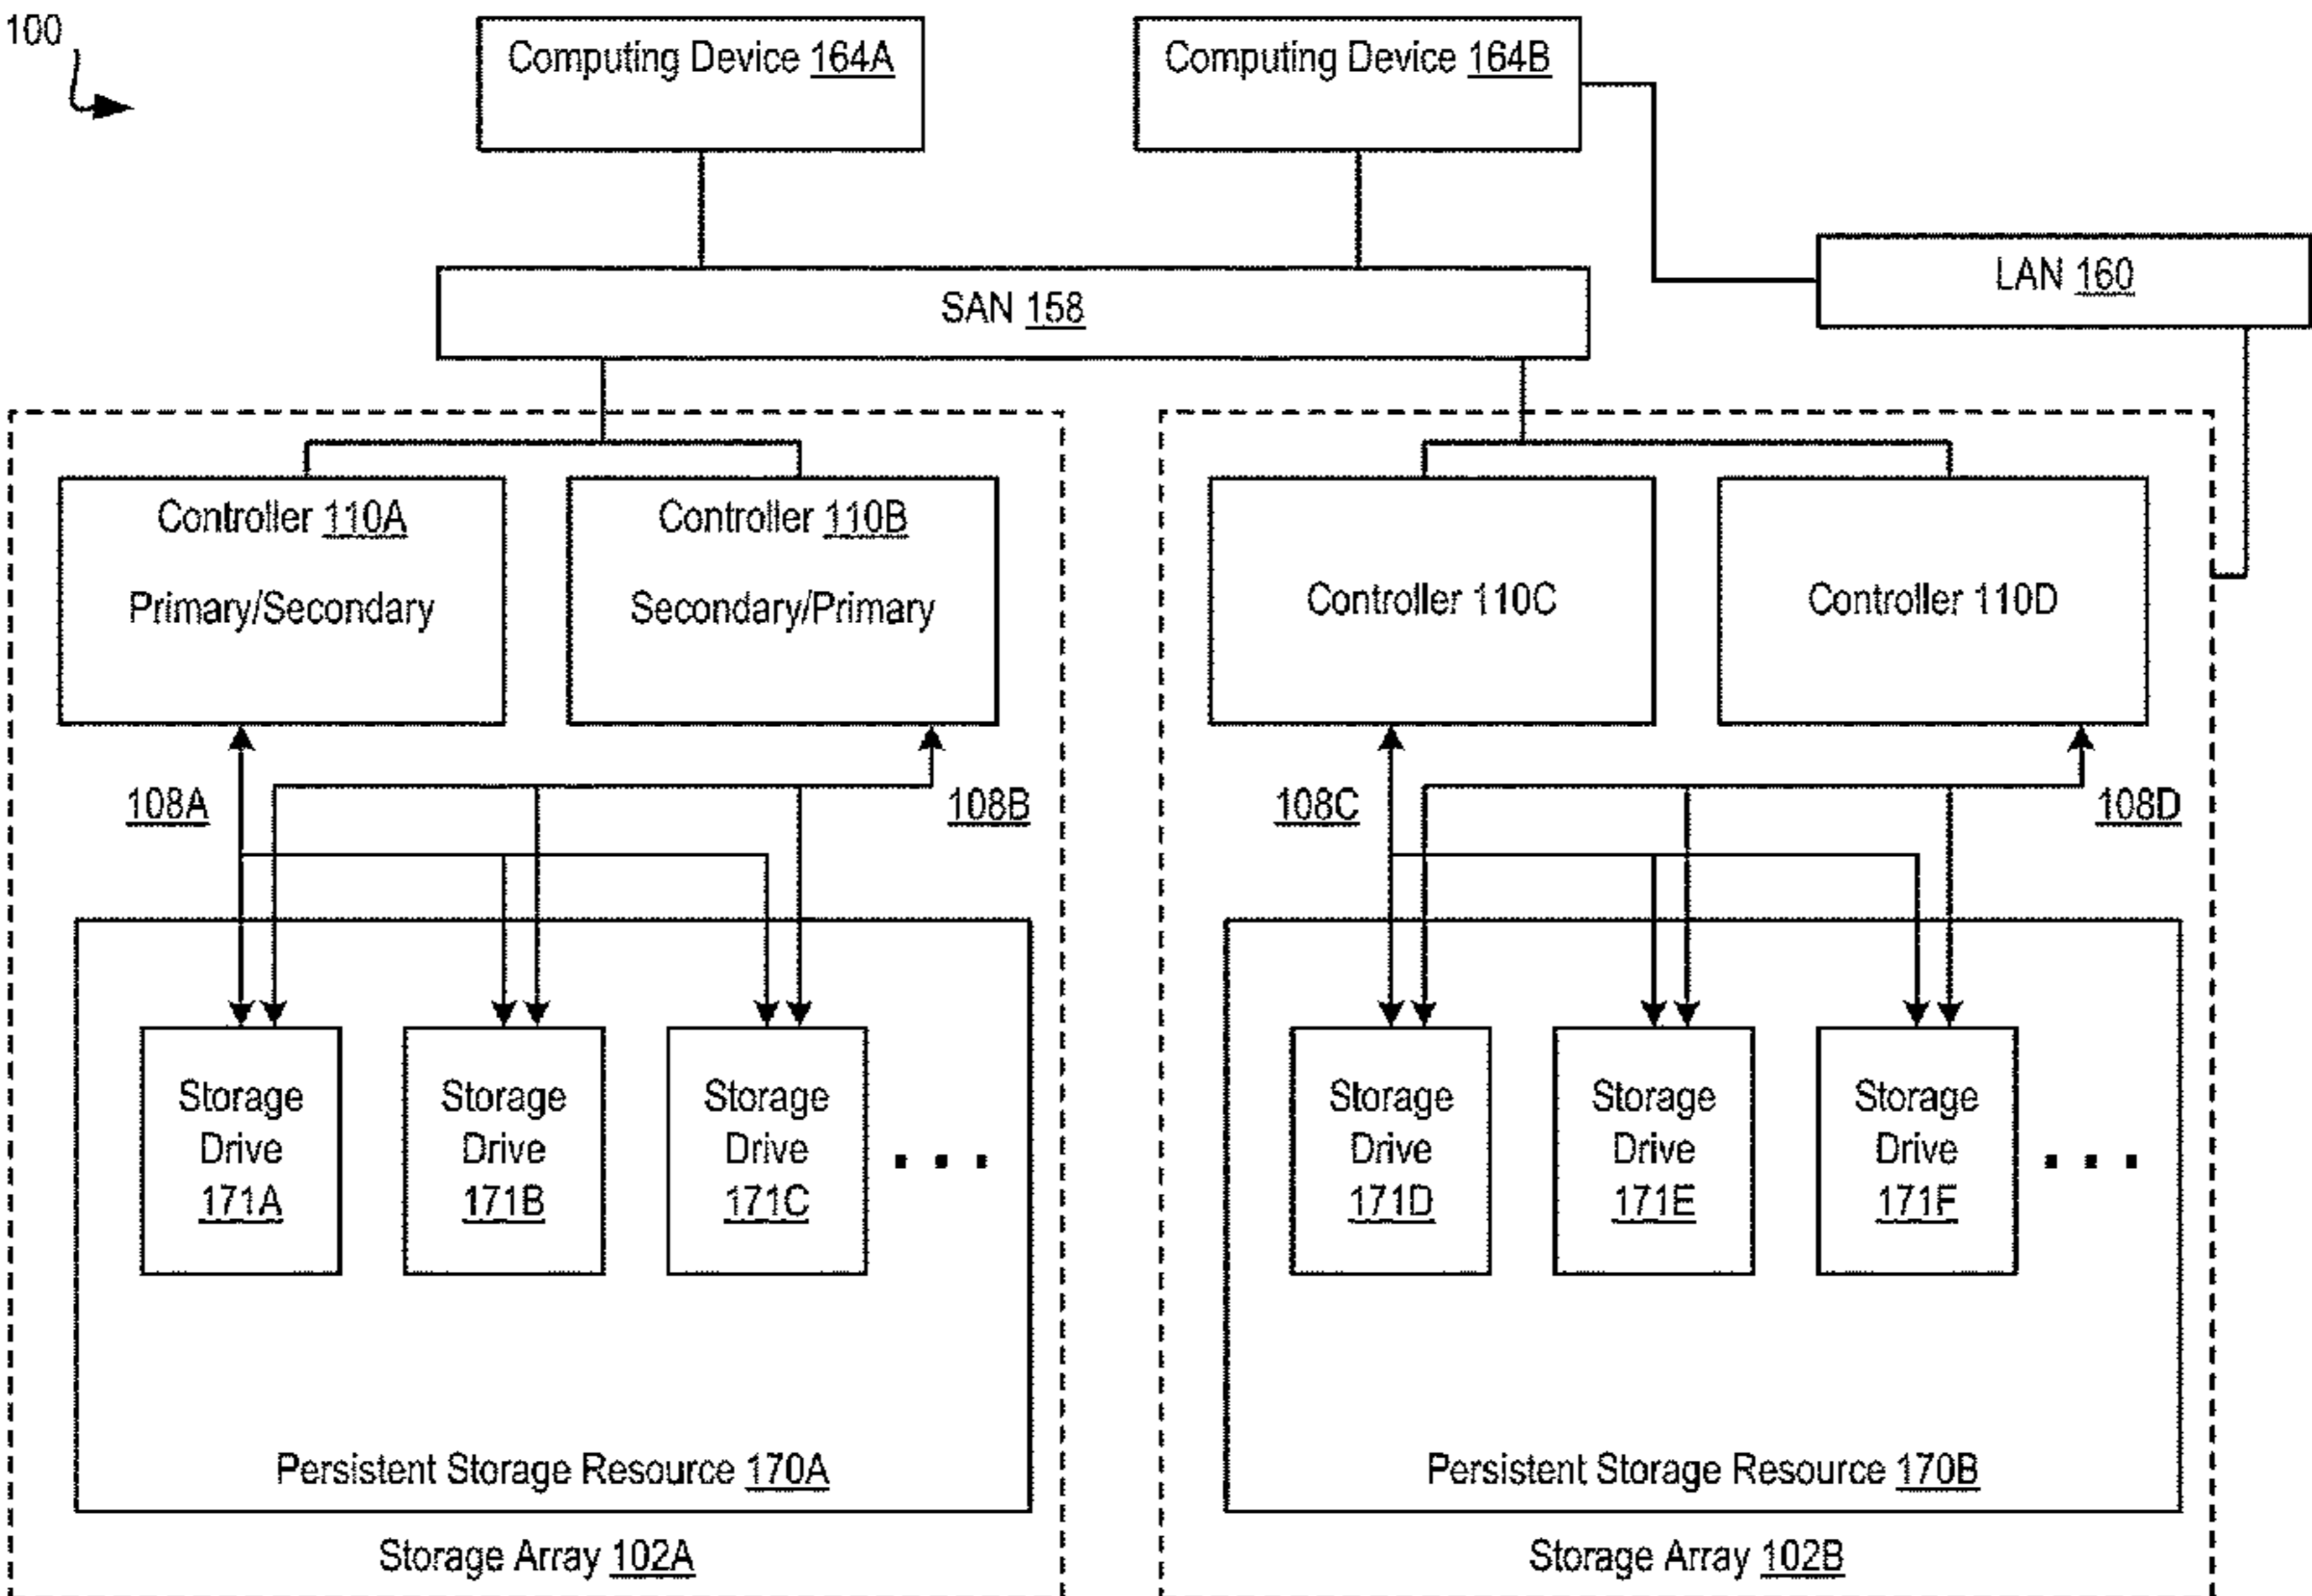 100
Computing Device 164A
Computing Device 164B
LAN 160
SAN 158
Controller 110A
Primary/Secondary
Controller 110B
Secondary/Primary
Controller 110C
Controller 110D
108A
108B
108C
108D
Storage
Drive
171A
Storage
Drive
171B
Storage
Drive
171C
...
Storage
Drive
171D
Storage
Drive
171E
Storage
Drive
171F
...
Persistent Storage Resource 170A
Persistent Storage Resource 170B
Storage Array 102A
Storage Array 102B